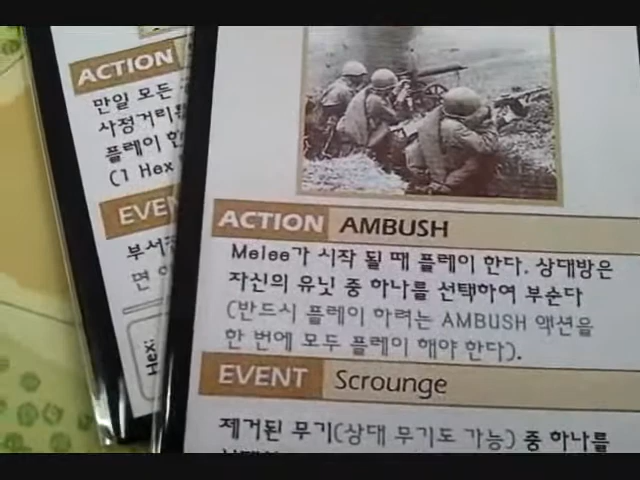 ACTION
만일 모든
사정거리
플레이 한
(1 Hex
EVEN
부서진
면 이
Hex
ACTION AMBUSH
Melee가 시작 될 때 플레이 한다. 상대방은
자신의 유닛 중 하나를 선택하여 부순다
(반드시 플레이 하려는 AMBUSH 액션을
한 번에 모두 플레이 해야 한다).
EVENT Scrounge
제거된 무기(상대 무기도 가능) 중 하나를